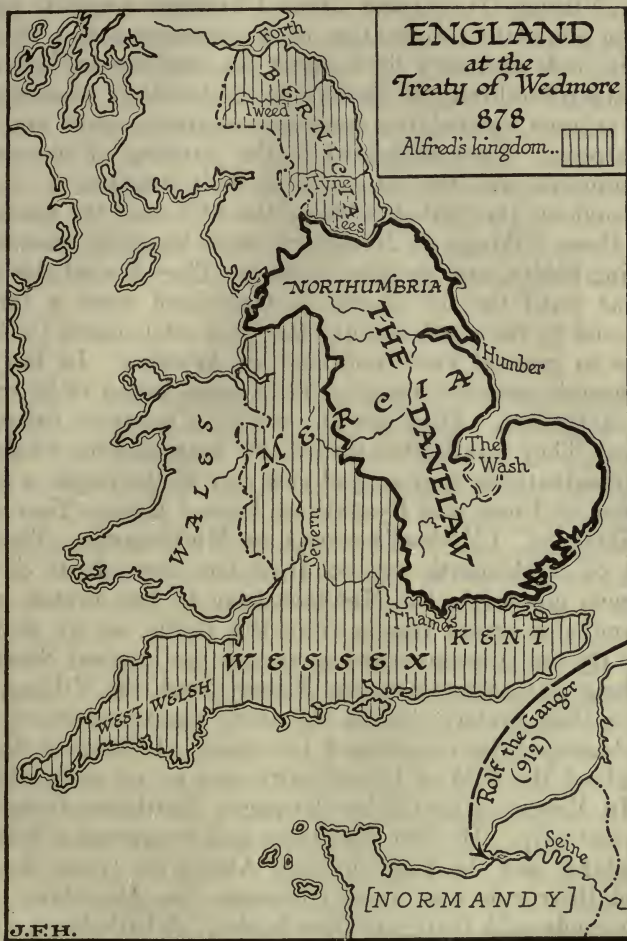 ENGLAND
at the
Treaty of Wedmore
878
Alfred's kingdom..
Forth
BERNICIA
Tweed
Tyne
Tees
NORTHUMBRIA
THE DANELAW
Humber
MERCIA
The Wash
WALES
Severn
Thames
KENT
WESSEX
WEST WELSH
Rolf the Ganger
(912)
Seine
[NORMANDY]
J.F.H.